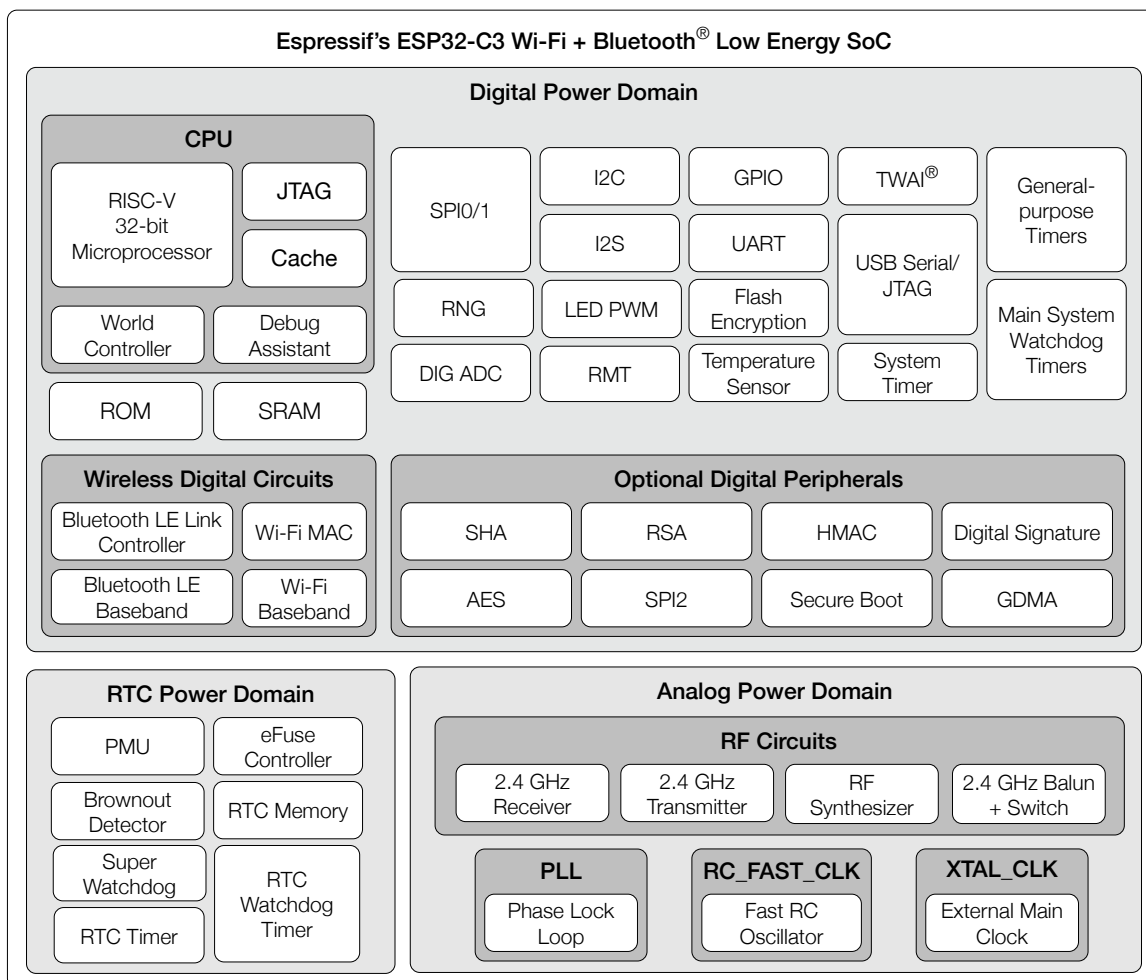 Espressif's ESP32-C3 Wi-Fi + Bluetooth® Low Energy SoC
Digital Power Domain
CPU
RISC-V
32-bit
Microprocessor
JTAG
Cache
World
Controller
Debug
Assistant
ROM
SRAM
SPI0/1
I2C
GPIO
TWAI®
General-
purpose
Timers
I2S
UART
USB Serial/
JTAG
RNG
LED PWM
Flash
Encryption
Main System
Watchdog
Timers
DIG ADC
RMT
Temperature
Sensor
System
Timer
Wireless Digital Circuits
Bluetooth LE Link
Controller
Wi-Fi MAC
Bluetooth LE
Baseband
Wi-Fi
Baseband
Optional Digital Peripherals
SHA
RSA
HMAC
Digital Signature
AES
SPI2
Secure Boot
GDMA
RTC Power Domain
PMU
eFuse
Controller
Brownout
Detector
RTC Memory
Super
Watchdog
RTC
Watchdog
Timer
RTC Timer
Analog Power Domain
RF Circuits
2.4 GHz
Receiver
2.4 GHz
Transmitter
RF
Synthesizer
2.4 GHz Balun
+ Switch
PLL
Phase Lock
Loop
RC_FAST_CLK
Fast RC
Oscillator
XTAL_CLK
External Main
Clock